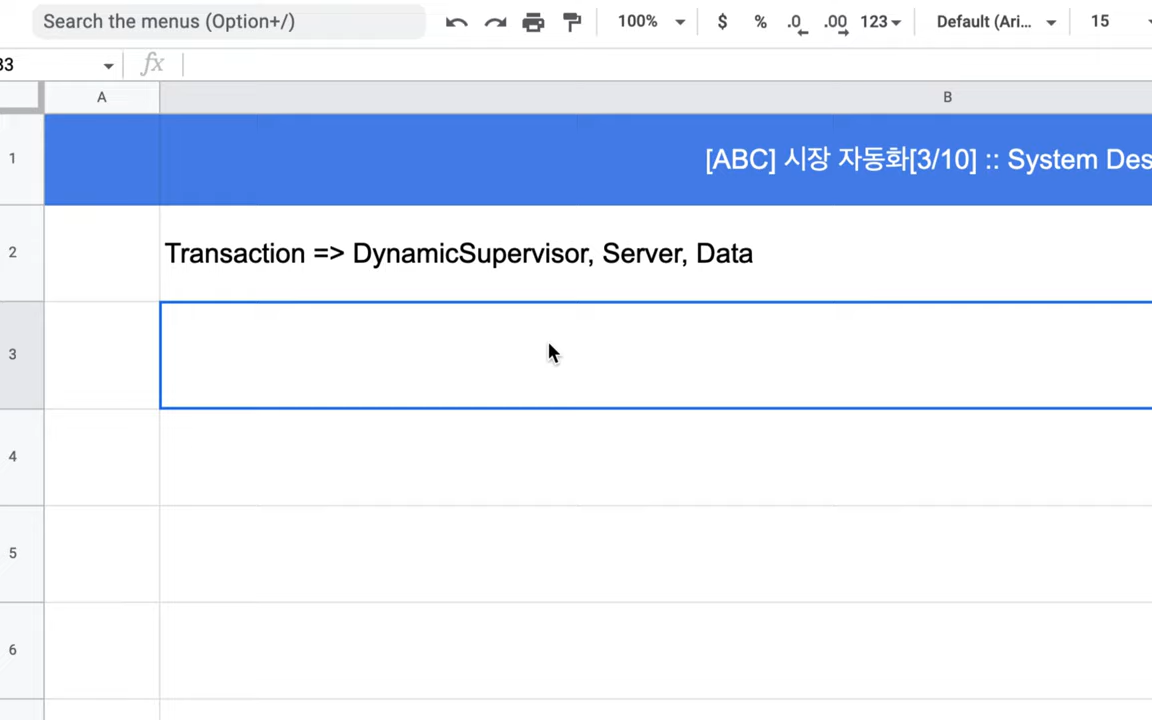 Search the menus (Option+/)
100%
$
%
.0
.00
123
Default (Ari...
15
fx
A
B
1
[ABC] 시장 자동화[3/10] :: System Des
2
Transaction => DynamicSupervisor, Server, Data
3
4
5
6